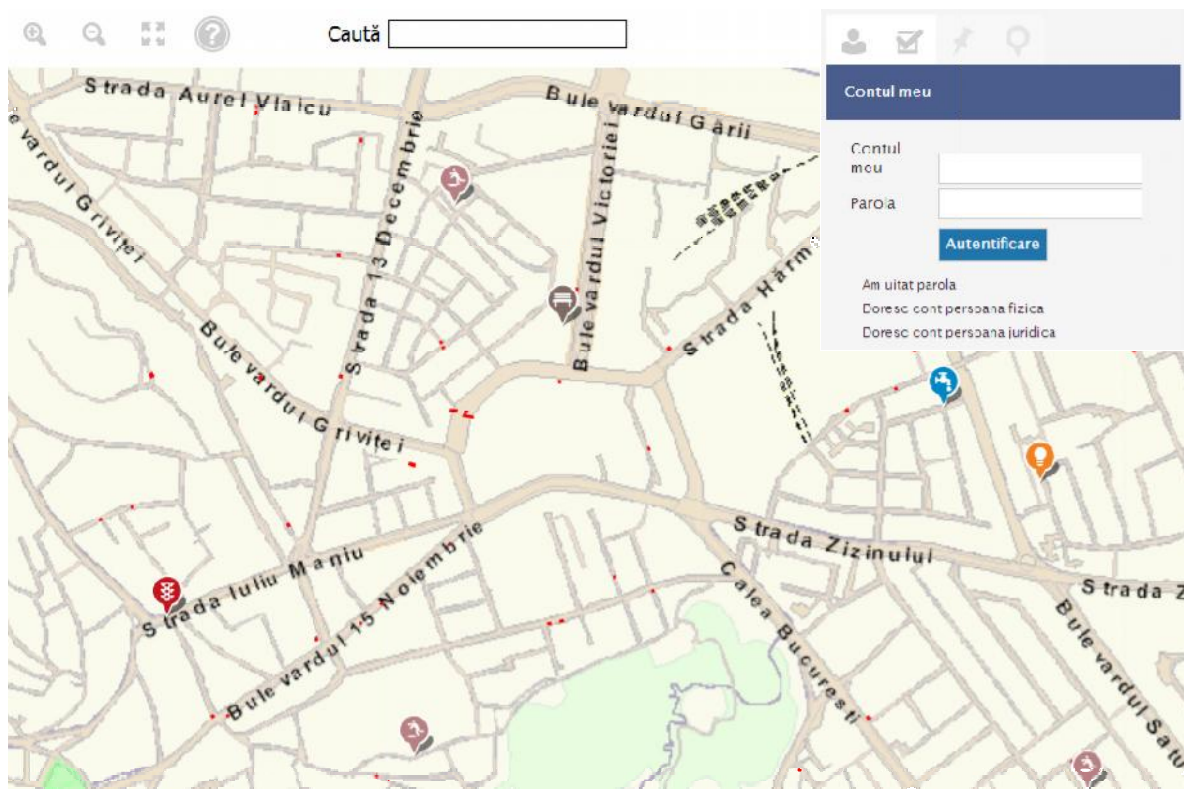 Caută
Contul meu
Contul
meu
Parola
Autentificare
Am uitat parola
Doresc cont persoana fizica
Doresc cont persoana juridica
Strada Aurel Vlaicu
Bulevardul Gării
Bulevardul Griviței
Strada 13 Decembrie
Bulevardul Victoriei
Strada Hărm
Bulevardul Griviței
Strada Iuliu Maniu
Bulevardul 15 Noiembrie
Strada Zizinului
Calea Bucureşti
Strada Z
Bulevardul Satu